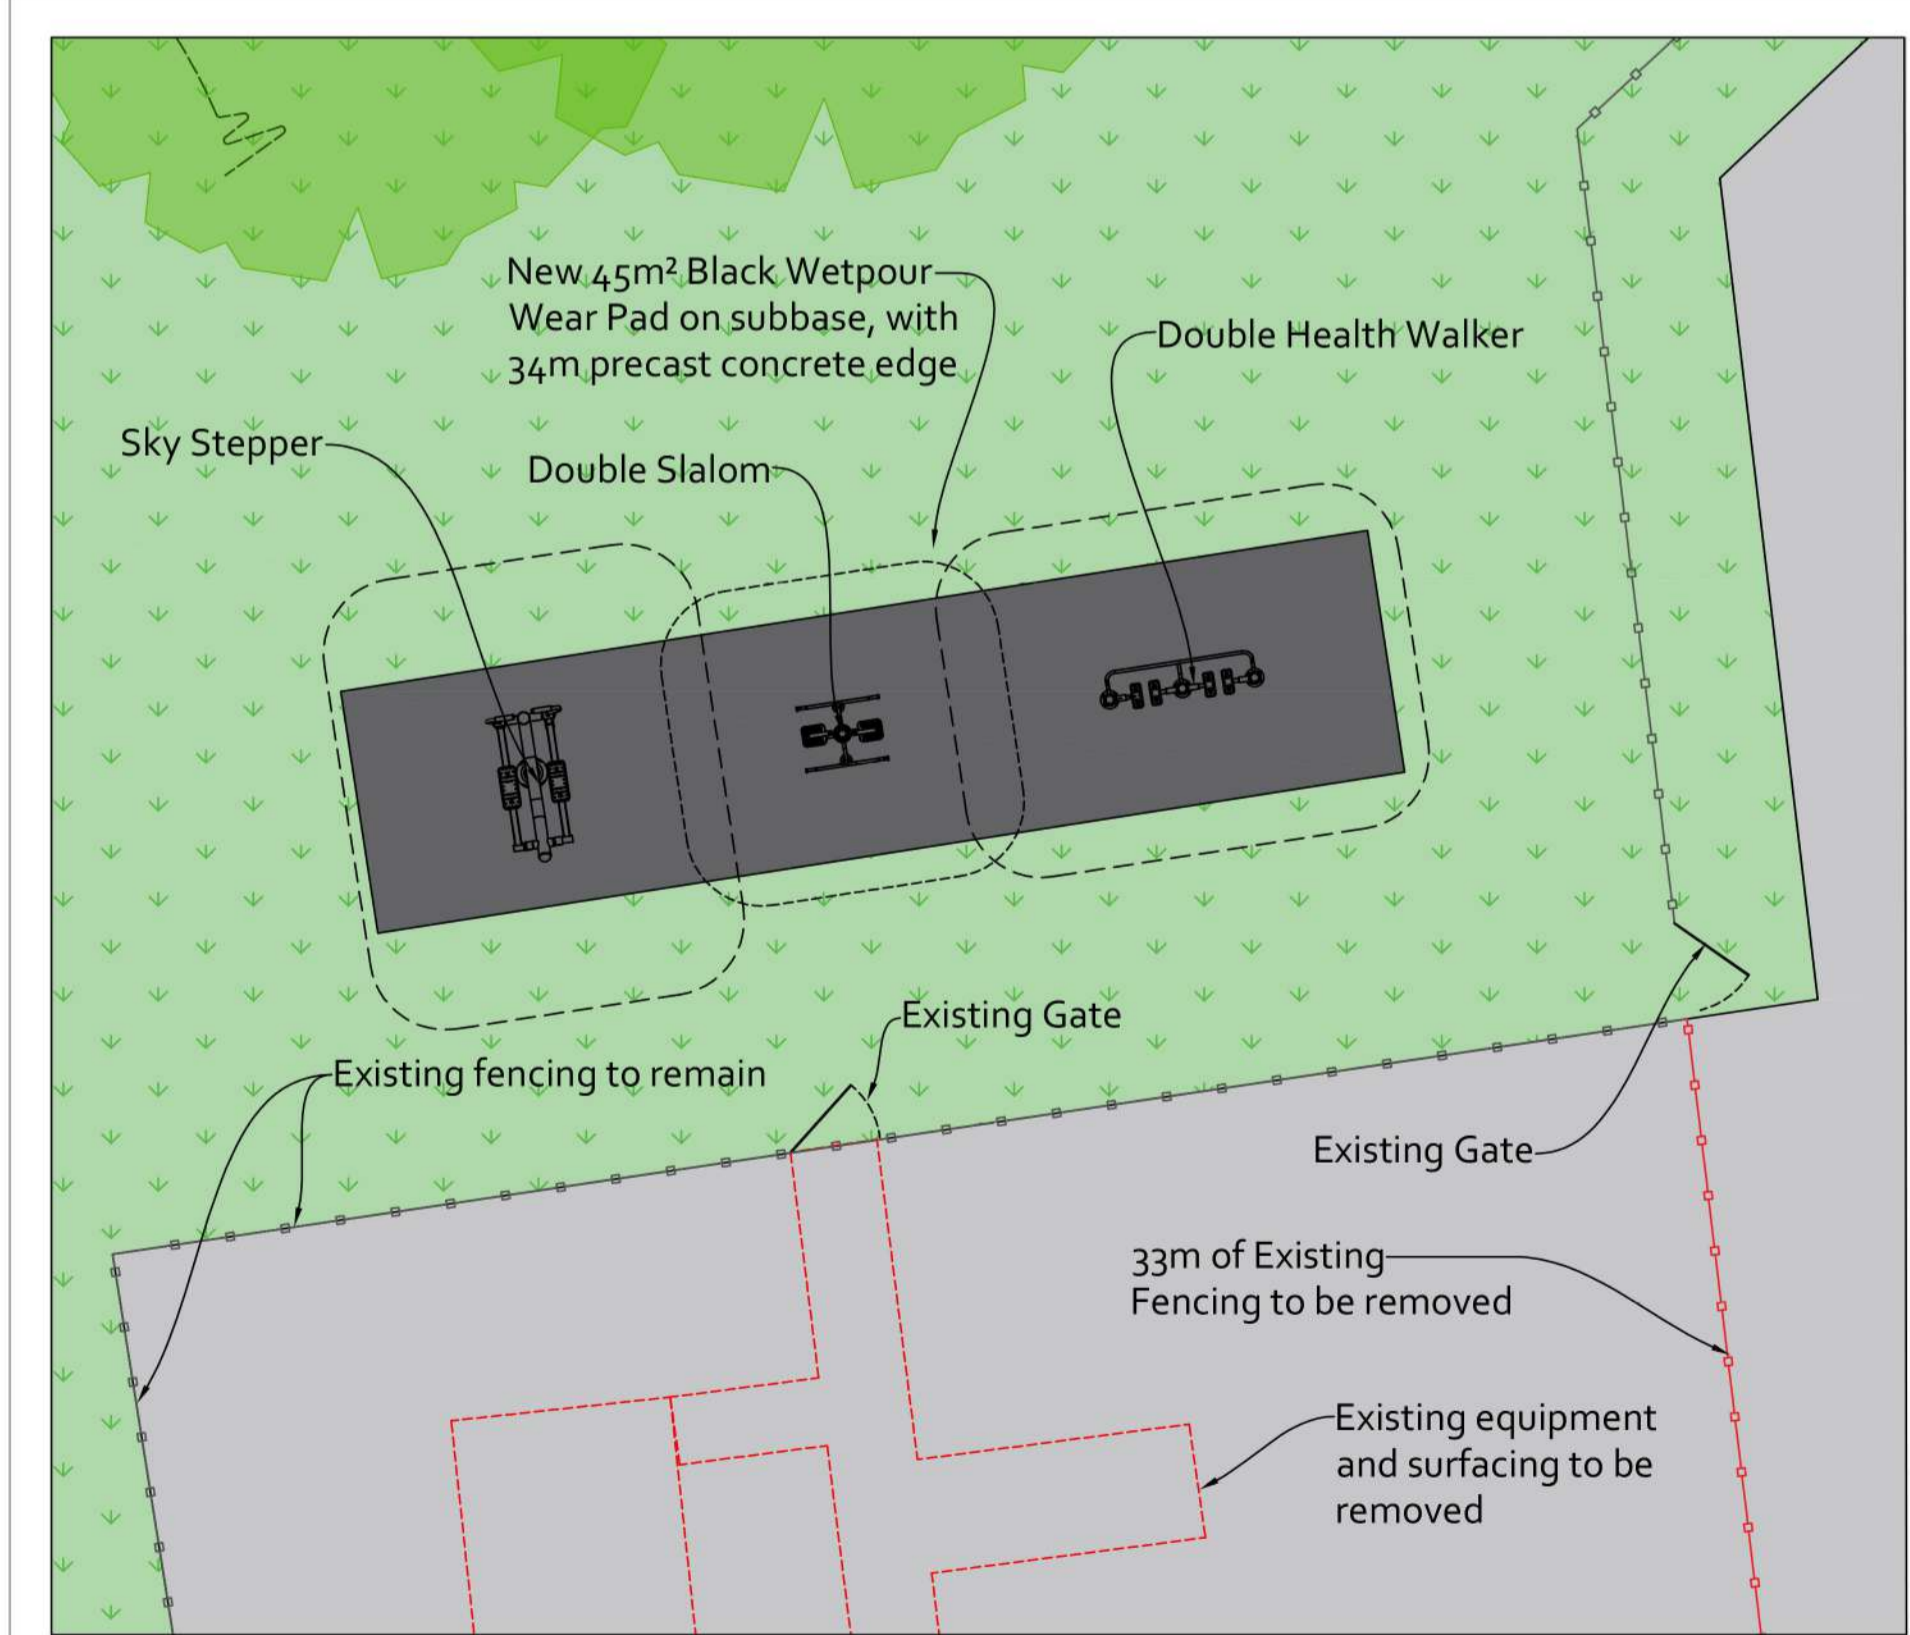 New 45m² Black Wetpour
Wear Pad on subbase, with
34m precast concrete edge
Double Health Walker
Sky Stepper
Double Slalom
Existing Gate
Existing fencing to remain
Existing Gate
33m of Existing
Fencing to be removed
Existing equipment
and surfacing to be
removed